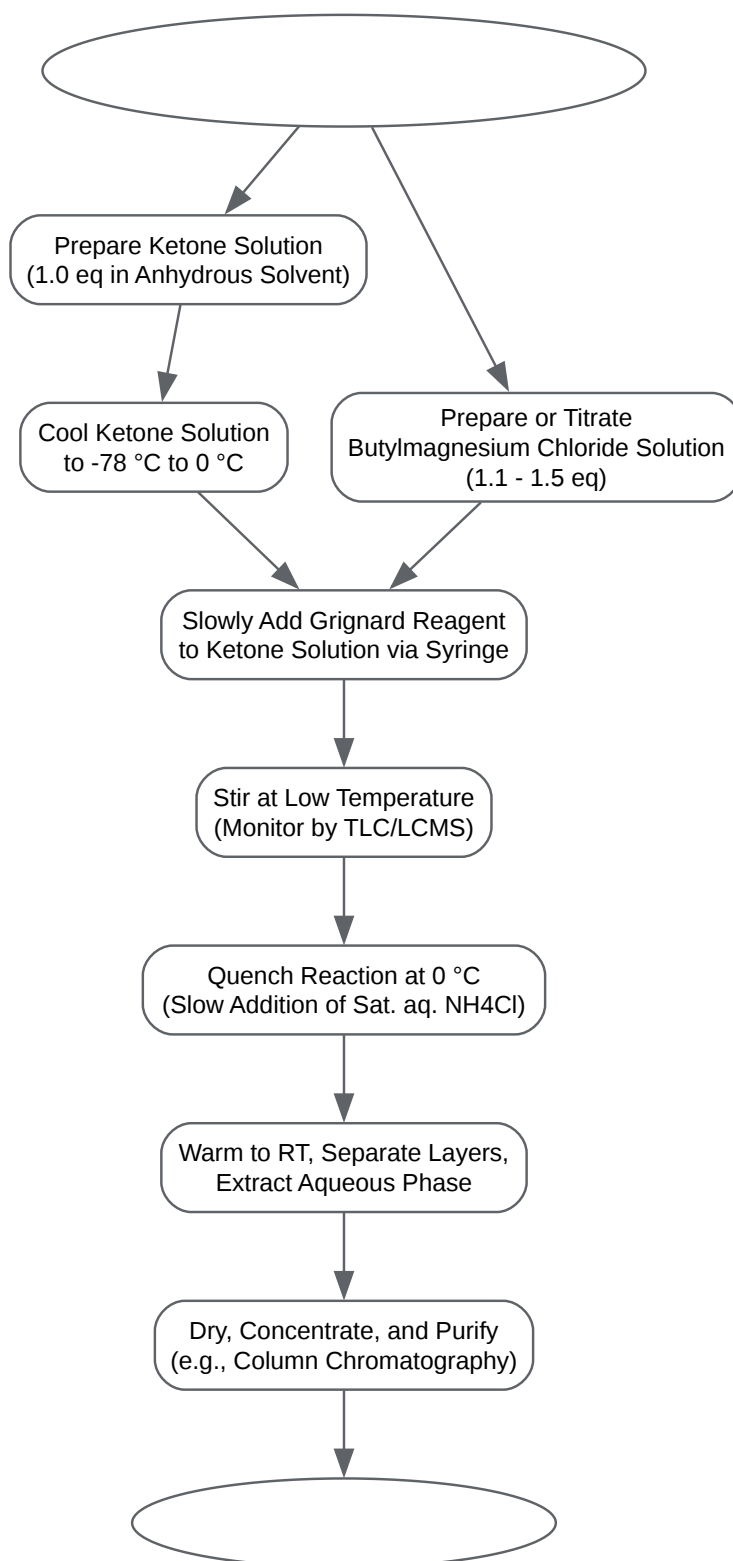 Prepare Ketone Solution
(1.0 eq in Anhydrous Solvent)
Cool Ketone Solution
to -78 °C to 0 °C
Prepare or Titrate
Butylmagnesium Chloride Solution
(1.1 - 1.5 eq)
Slowly Add Grignard Reagent
to Ketone Solution via Syringe
Stir at Low Temperature
(Monitor by TLC/LCMS)
Quench Reaction at 0 °C
(Slow Addition of Sat. aq. NH4Cl)
Warm to RT, Separate Layers,
Extract Aqueous Phase
Dry, Concentrate, and Purify
(e.g., Column Chromatography)